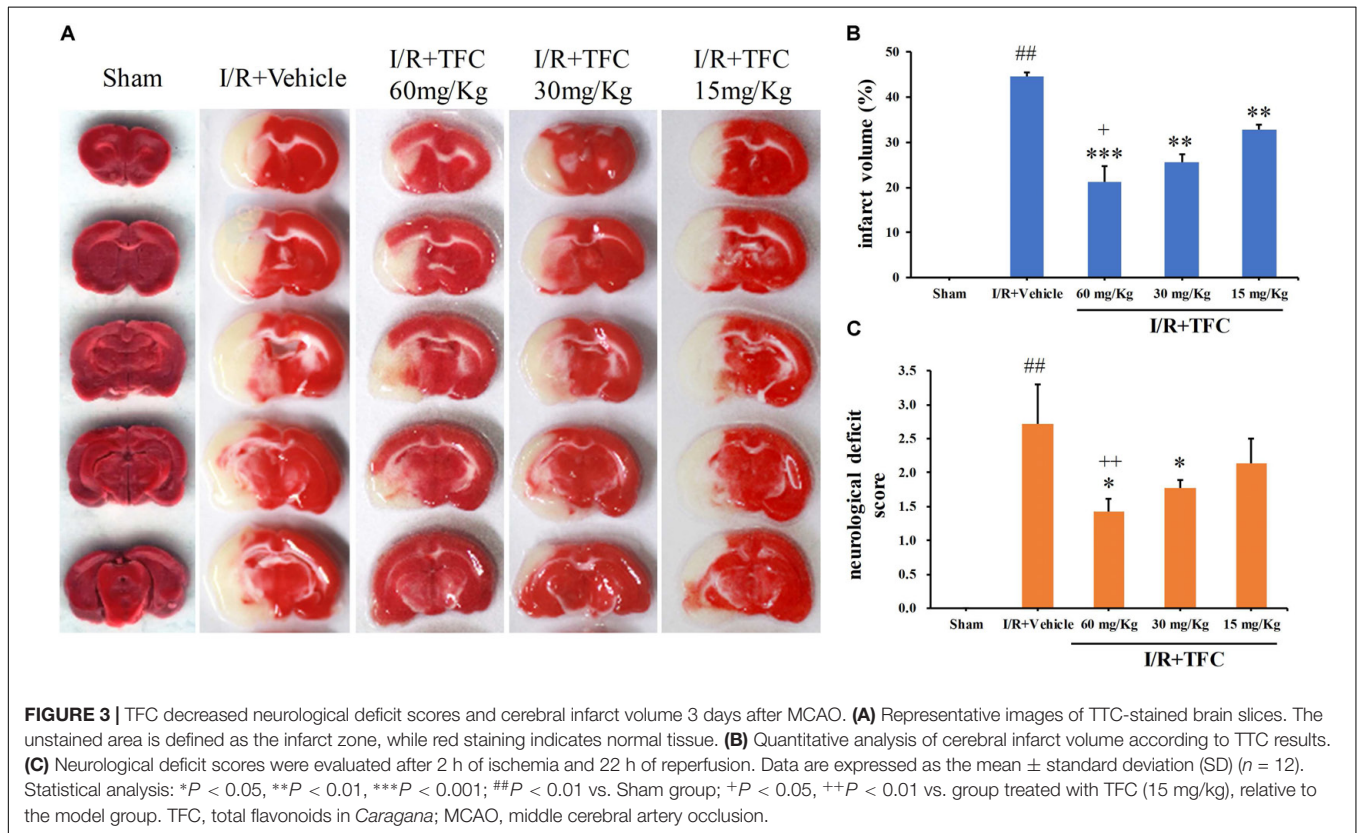 A
Sham
I/R+Vehicle
I/R+TFC
60mg/Kg
I/R+TFC
30mg/Kg
I/R+TFC
15mg/Kg
B
infarct volume (%)
50
40
30
20
10
0
##
+
***
**
**
Sham
I/R+Vehicle
60 mg/Kg
30 mg/Kg
15 mg/Kg
I/R+TFC
C
neurological deficit
score
3.5
3.0
2.5
2.0
1.5
1.0
0.5
0.0
##
++
*
*
Sham
I/R+Vehicle
60 mg/Kg
30 mg/Kg
15 mg/Kg
I/R+TFC
FIGURE 3 | TFC decreased neurological deficit scores and cerebral infarct volume 3 days after MCAO. (A) Representative images of TTC-stained brain slices. The
unstained area is defined as the infarct zone, while red staining indicates normal tissue. (B) Quantitative analysis of cerebral infarct volume according to TTC results.
(C) Neurological deficit scores were evaluated after 2 h of ischemia and 22 h of reperfusion. Data are expressed as the mean ± standard deviation (SD) (n = 12).
Statistical analysis: *P < 0.05, **P < 0.01, ***P < 0.001; ##P < 0.01 vs. Sham group; +P < 0.05, ++P < 0.01 vs. group treated with TFC (15 mg/kg), relative to
the model group. TFC, total flavonoids in Caragana; MCAO, middle cerebral artery occlusion.